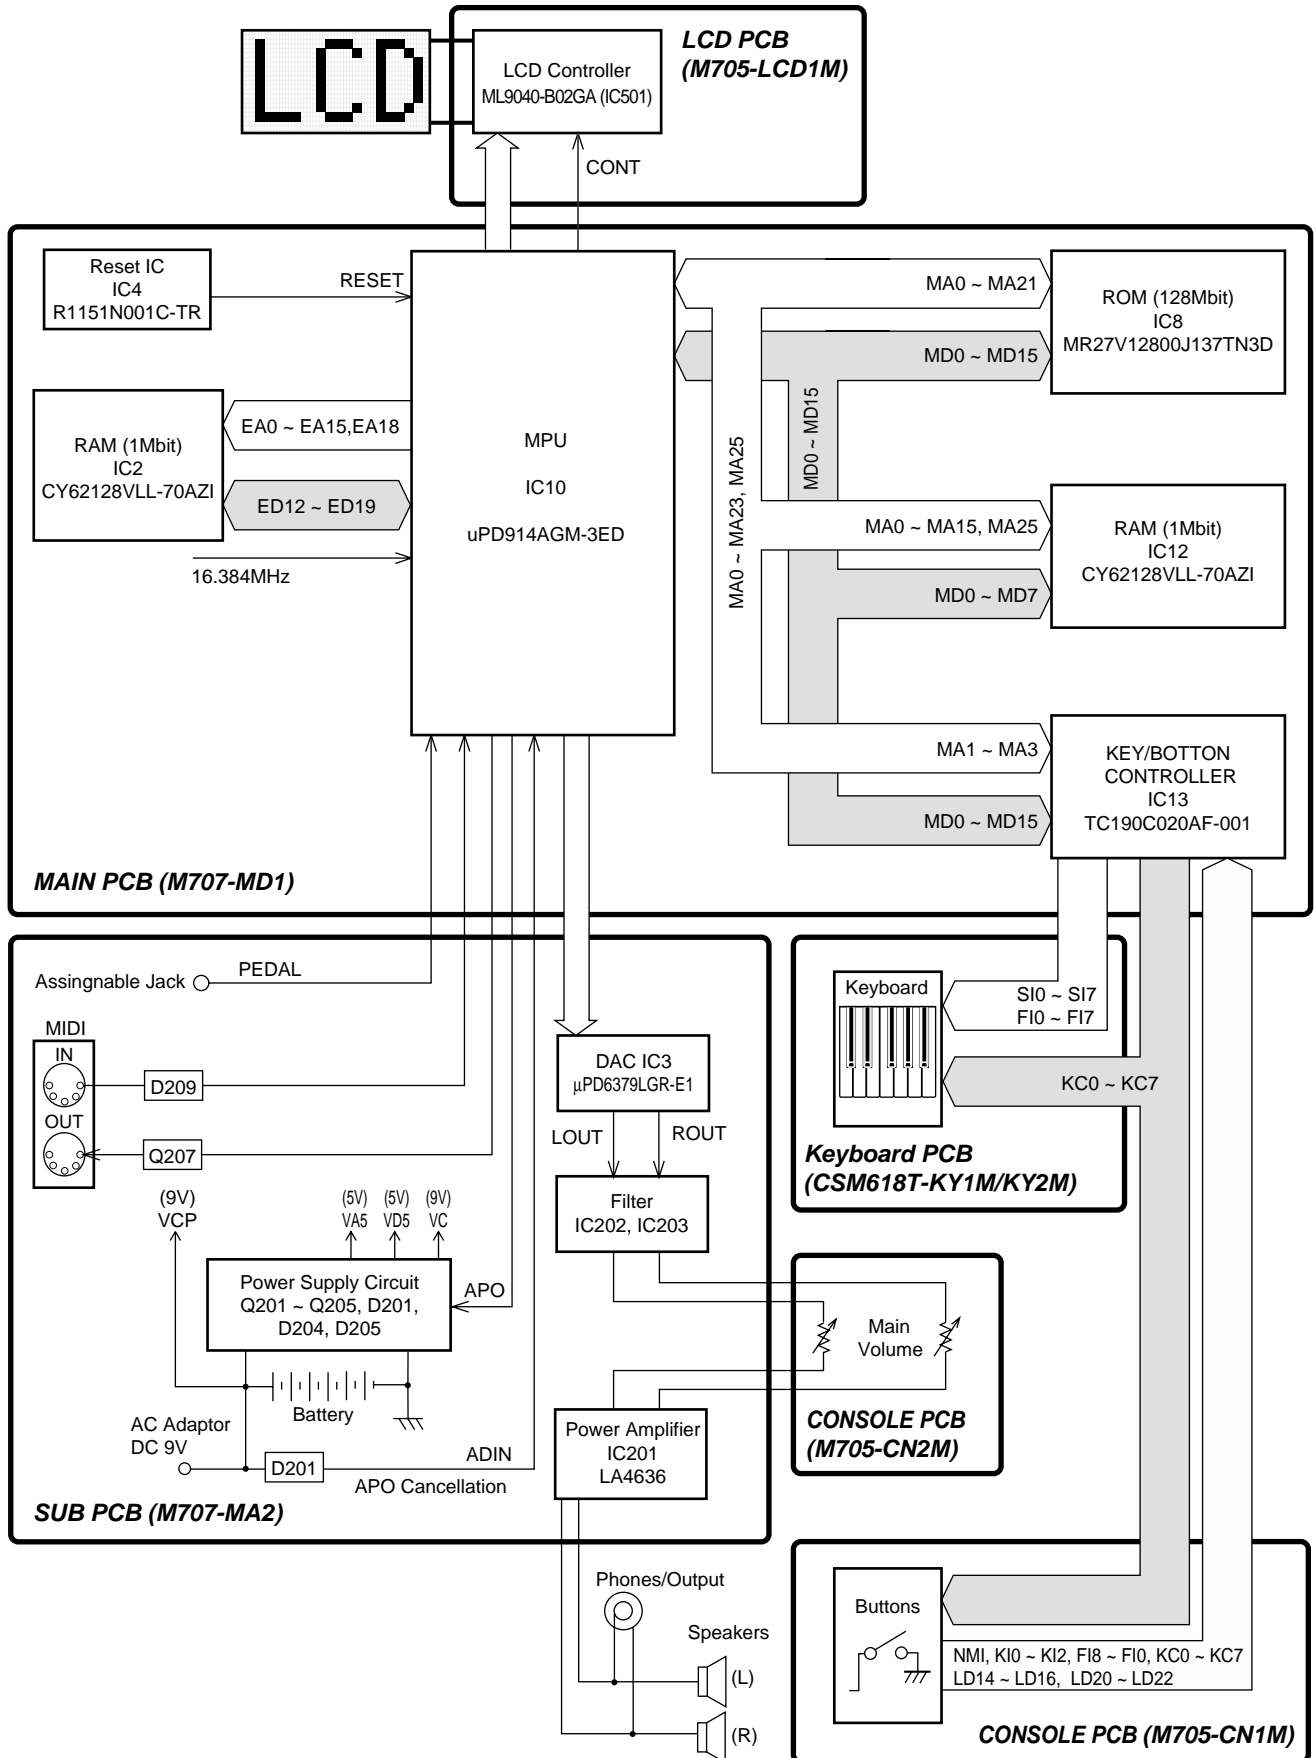 LCD
LCD PCB
(M705-LCD1M)
LCD Controller
ML9040-B02GA (IC501)
CONT
Reset IC
IC4
R1151N001C-TR
RESET
MA0 ~ MA21
ROM (128Mbit)
IC8
MR27V12800J137TN3D
MD0 ~ MD15
RAM (1Mbit)
IC2
CY62128VLL-70AZI
EA0 ~ EA15,EA18
ED12 ~ ED19
16.384MHz
MPU
IC10
uPD914AGM-3ED
MA0 ~ MA23, MA25
MD0 ~ MD15
MA0 ~ MA15, MA25
MD0 ~ MD7
RAM (1Mbit)
IC12
CY62128VLL-70AZI
MA1 ~ MA3
MD0 ~ MD15
KEY/BOTTON
CONTROLLER
IC13
TC190C020AF-001
MAIN PCB (M707-MD1)
Assingnable Jack
PEDAL
MIDI
IN
D209
OUT
Q207
DAC IC3
µPD6379LGR-E1
LOUT
ROUT
Filter
IC202, IC203
Keyboard
SI0 ~ SI7
FI0 ~ FI7
KC0 ~ KC7
Keyboard PCB
(CSM618T-KY1M/KY2M)
(9V)
VCP
(5V)
VA5
(5V)
VD5
(9V)
VC
Power Supply Circuit
Q201 ~ Q205, D201,
D204, D205
APO
Battery
AC Adaptor
DC 9V
D201
ADIN
APO Cancellation
Main
Volume
CONSOLE PCB
(M705-CN2M)
Power Amplifier
IC201
LA4636
SUB PCB (M707-MA2)
Phones/Output
Speakers
(L)
(R)
Buttons
NMI, KI0 ~ KI2, FI8 ~ FI0, KC0 ~ KC7
LD14 ~ LD16, LD20 ~ LD22
CONSOLE PCB (M705-CN1M)